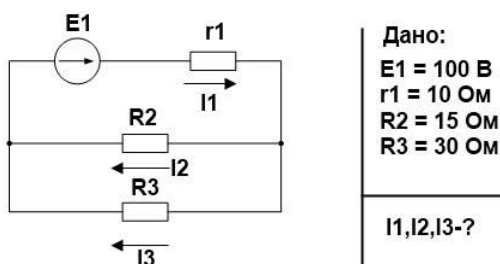 E1
r1
I1
R2
I2
R3
I3
Дано:
E1 = 100 В
r1 = 10 Ом
R2 = 15 Ом
R3 = 30 Ом
I1,I2,I3-?